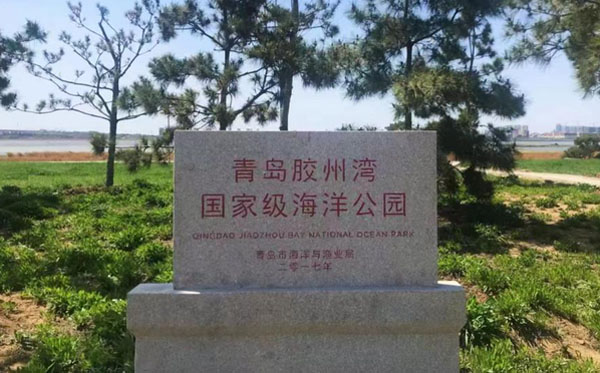 青岛胶州湾
国家级海洋公园
QINGDAO JIAOZHOU BAY NATIONAL OCEAN PARK
青岛市海洋与渔业局
二〇一七年